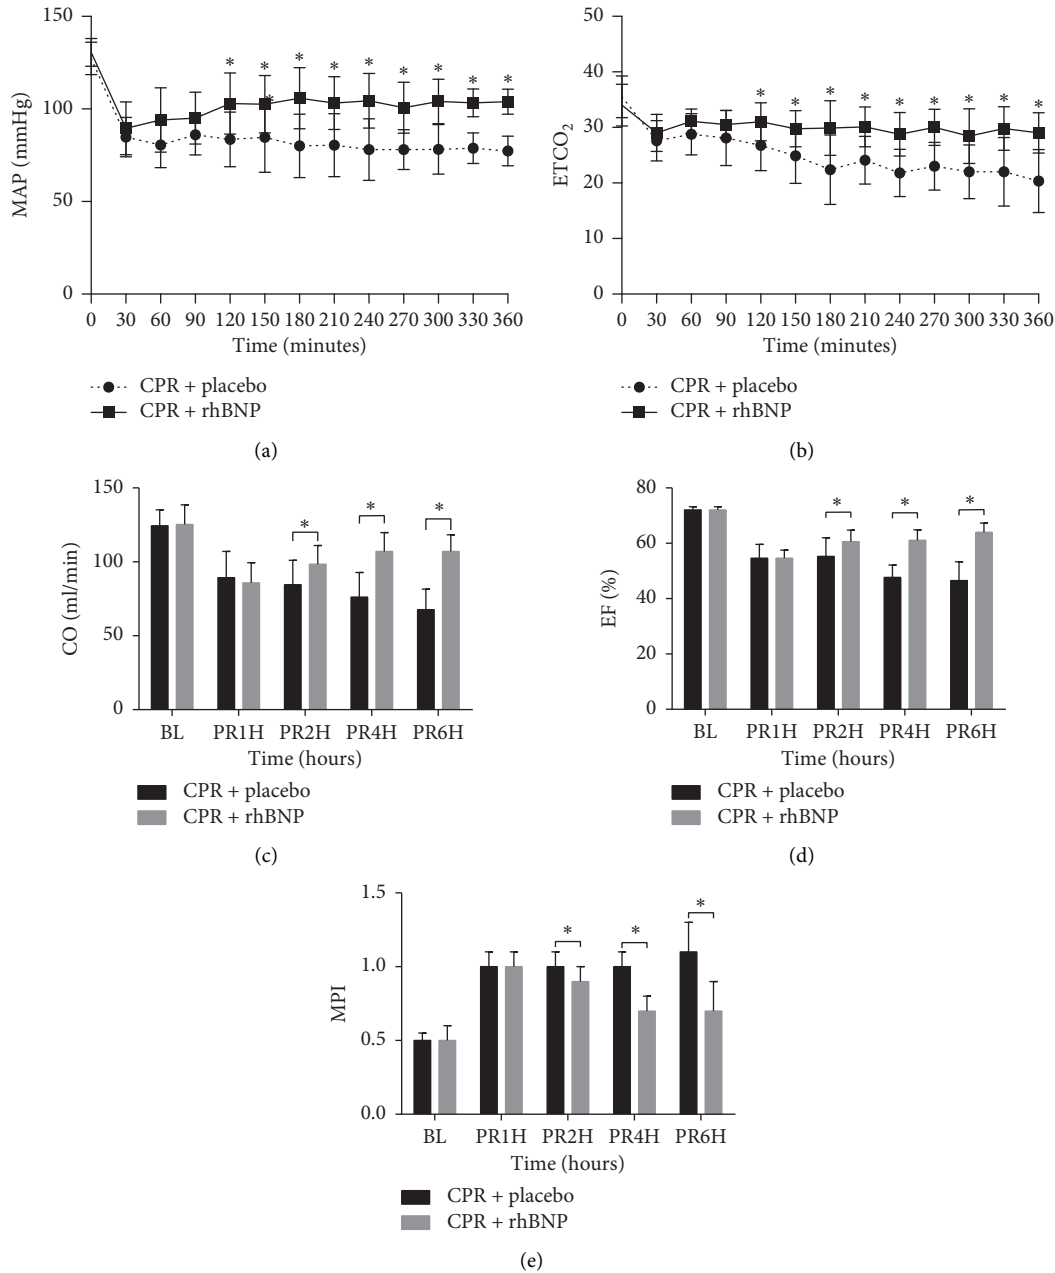 150
100
50
0
MAP (mmHg)
* * * * * * * * *
*
0 30 60 90 120 150 180 210 240 270 300 330 360
Time (minutes)
CPR + placebo
CPR + rhBNP
(a)
50
40
30
20
10
0
ETCO2
* * * * * * * * *
0 30 60 90 120 150 180 210 240 270 300 330 360
Time (minutes)
CPR + placebo
CPR + rhBNP
(b)
150
100
50
0
CO (ml/min)
* * *
BL PR1H PR2H PR4H PR6H
Time (hours)
CPR + placebo
CPR + rhBNP
(c)
80
60
40
20
0
EF (%)
* * *
BL PR1H PR2H PR4H PR6H
Time (hours)
CPR + placebo
CPR + rhBNP
(d)
1.5
1.0
0.5
0.0
MPI
* * *
BL PR1H PR2H PR4H PR6H
Time (hours)
CPR + placebo
CPR + rhBNP
(e)